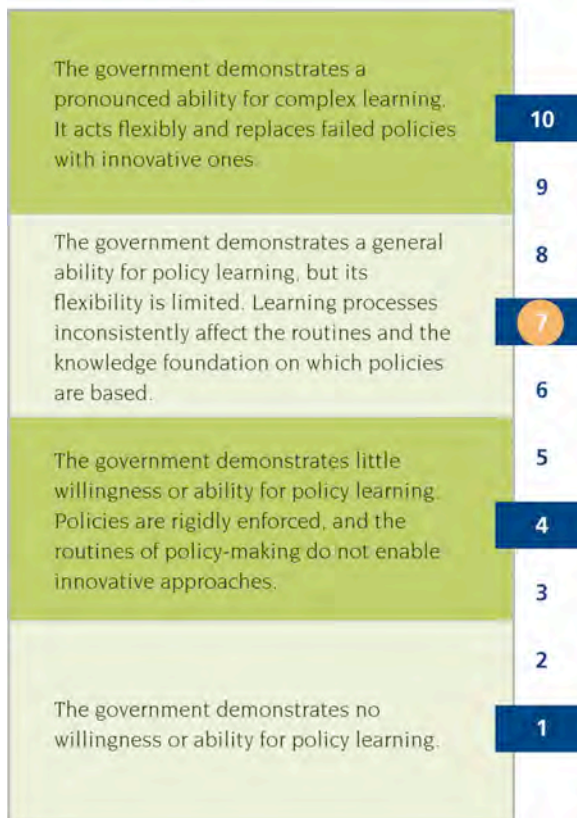 The government demonstrates a
pronounced ability for complex learning.
It acts flexibly and replaces failed policies
with innovative ones.
10
9
The government demonstrates a general
ability for policy learning, but its
flexibility is limited. Learning processes
inconsistently affect the routines and the
knowledge foundation on which policies
are based.
8
7
6
The government demonstrates little
willingness or ability for policy learning.
Policies are rigidly enforced, and the
routines of policy-making do not enable
innovative approaches.
5
4
3
The government demonstrates no
willingness or ability for policy learning.
2
1